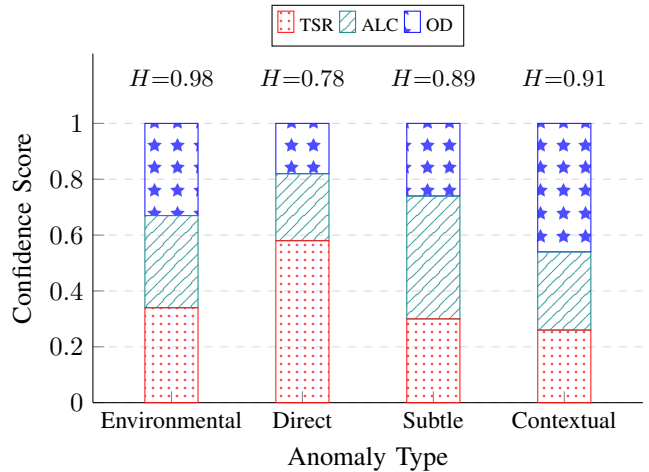 TSR ALC OD
H=0.98 H=0.78 H=0.89 H=0.91
1
0.8
0.6
0.4
0.2
0
Confidence Score
Environmental Direct Subtle Contextual
Anomaly Type